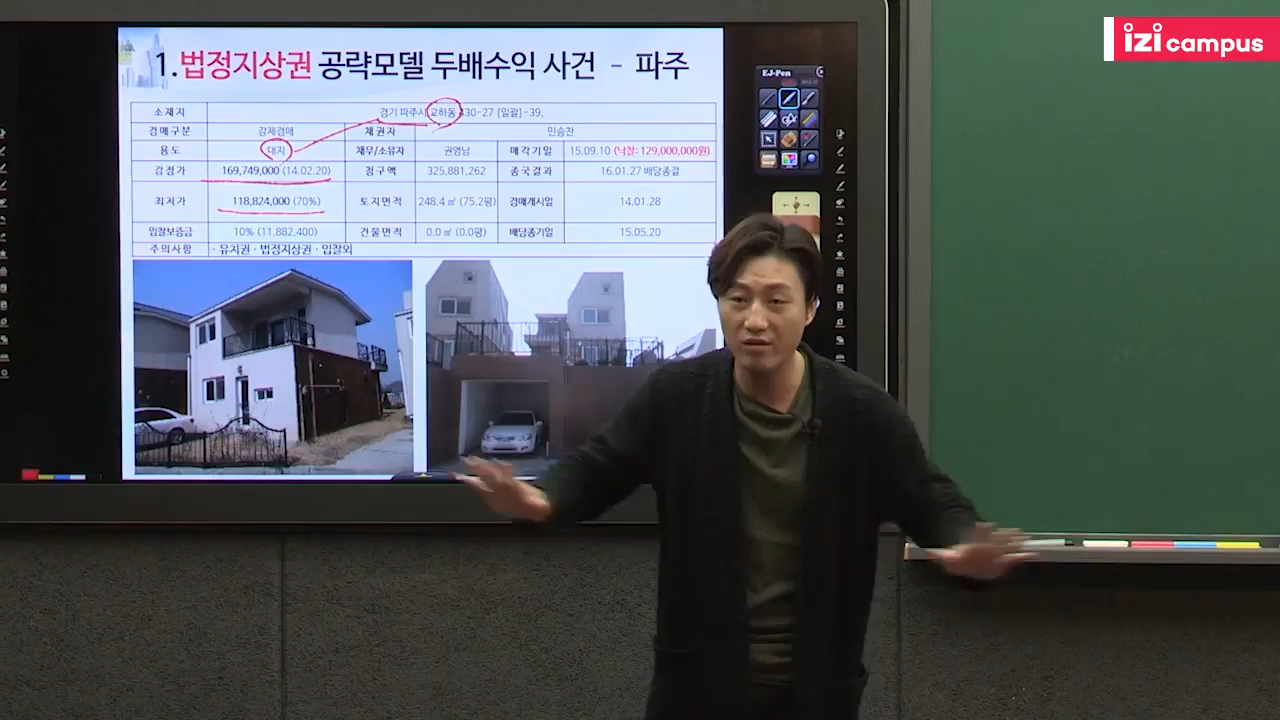 izi campus
1.법정지상권 공략모델 두배수익 사건 - 파주
EJ-Pen
소재지 경기 파주시 교하동 430-27 [일괄]-39,
경매구분 강제경매 채권자 민승찬
용도 대지 채무/소유자 권영남 매각기일 15.09.10 (낙찰: 129,000,000원)
감정가 169,749,000 (14.02.20) 청구액 325,881,262 종국결과 16.01.27 배당종결
최저가 118,824,000 (70%) 토지면적 248.4 ㎡ (75.2평) 경매개시일 14.01.28
입찰보증금 10% (11,882,400) 건물면적 0.0 ㎡ (0.0평) 배당종기일 15.05.20
주의사항 · 유치권 · 법정지상권 · 입찰외